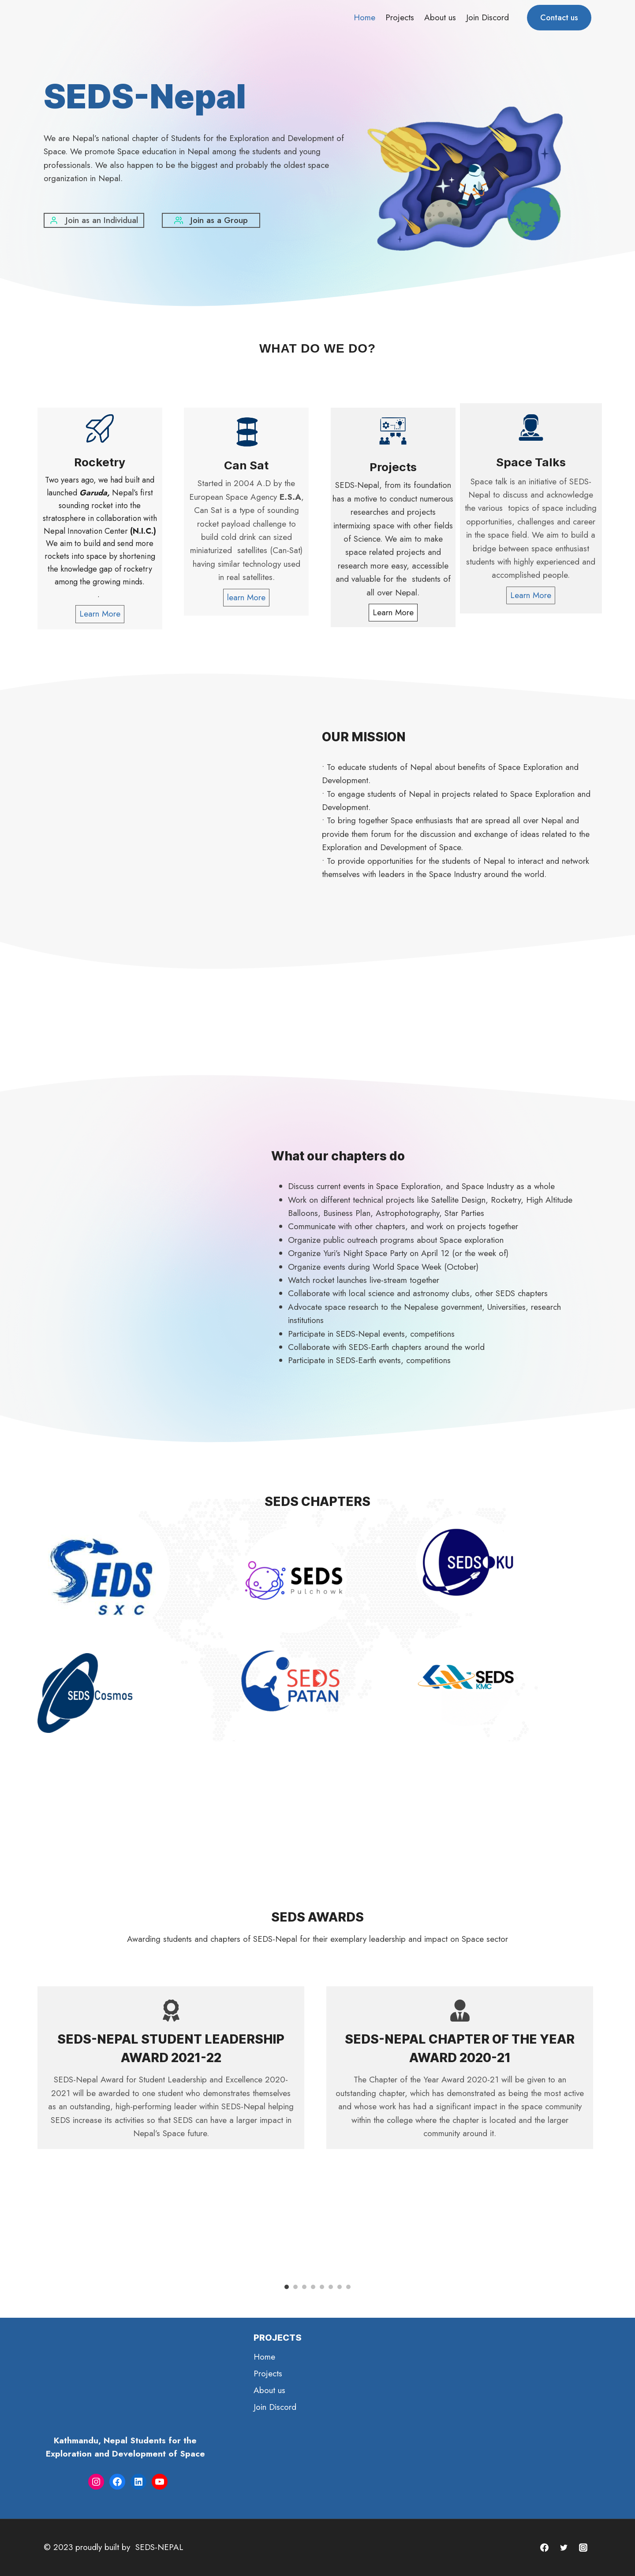 Home Projects About us Join Discord Contact us
SEDS-Nepal
We are Nepal's national chapter of Students for the Exploration and Development of
Space. We promote Space education in Nepal among the students and young
professionals. We also happen to be the biggest and probably the oldest space
organization in Nepal.
Join as an Individual Join as a Group
WHAT DO WE DO?
Rocketry
Two years ago, we had built and
launched Garuda, Nepal's first
sounding rocket into the
stratosphere in collaboration with
Nepal Innovation Center (N.I.C.)
We aim to build and send more
rockets into space by shortening
the knowledge gap of rocketry
among the growing minds.
.
Learn More
Can Sat
Started in 2004 A.D by the
European Space Agency E.S.A,
Can Sat is a type of sounding
rocket payload challenge to
build cold drink can sized
miniaturized satellites (Can-Sat)
having similar technology used
in real satellites.
learn More
Projects
SEDS-Nepal, from its foundation
has a motive to conduct numerous
researches and projects
intermixing space with other fields
of Science. We aim to make
space related projects and
research more easy, accessible
and valuable for the students of
all over Nepal.
Learn More
Space Talks
Space talk is an initiative of SEDS-
Nepal to discuss and acknowledge
the various topics of space including
opportunities, challenges and career
in the space field. We aim to build a
bridge between space enthusiast
students with highly experienced and
accomplished people.
Learn More
OUR MISSION
· To educate students of Nepal about benefits of Space Exploration and
Development.
· To engage students of Nepal in projects related to Space Exploration and
Development.
· To bring together Space enthusiasts that are spread all over Nepal and
provide them forum for the discussion and exchange of ideas related to the
Exploration and Development of Space.
· To provide opportunities for the students of Nepal to interact and network
themselves with leaders in the Space Industry around the world.
What our chapters do
• Discuss current events in Space Exploration, and Space Industry as a whole
• Work on different technical projects like Satellite Design, Rocketry, High Altitude
Balloons, Business Plan, Astrophotography, Star Parties
• Communicate with other chapters, and work on projects together
• Organize public outreach programs about Space exploration
• Organize Yuri's Night Space Party on April 12 (or the week of)
• Organize events during World Space Week (October)
• Watch rocket launches live-stream together
• Collaborate with local science and astronomy clubs, other SEDS chapters
• Advocate space research to the Nepalese government, Universities, research
institutions
• Participate in SEDS-Nepal events, competitions
• Collaborate with SEDS-Earth chapters around the world
• Participate in SEDS-Earth events, competitions
SEDS CHAPTERS
SEDS
SXC
SEDS
Pulchowk
SEDS KU
SEDS Cosmos
SEDS
PATAN
SEDS
KMC
SEDS AWARDS
Awarding students and chapters of SEDS-Nepal for their exemplary leadership and impact on Space sector
SEDS-NEPAL STUDENT LEADERSHIP
AWARD 2021-22
SEDS-Nepal Award for Student Leadership and Excellence 2020-
2021 will be awarded to one student who demonstrates themselves
as an outstanding, high-performing leader within SEDS-Nepal helping
SEDS increase its activities so that SEDS can have a larger impact in
Nepal's Space future.
SEDS-NEPAL CHAPTER OF THE YEAR
AWARD 2020-21
The Chapter of the Year Award 2020-21 will be given to an
outstanding chapter, which has demonstrated as being the most active
and whose work has had a significant impact in the space community
within the college where the chapter is located and the larger
community around it.
PROJECTS
Home
Projects
About us
Join Discord
Kathmandu, Nepal Students for the
Exploration and Development of Space
© 2023 proudly built by SEDS-NEPAL